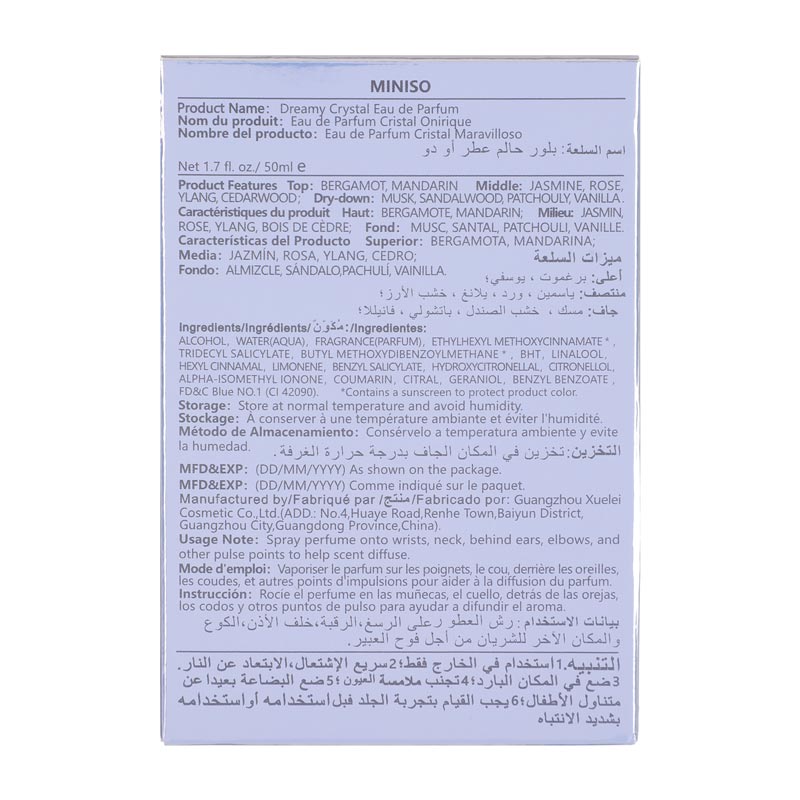 MINISO
Product Name: Dreamy Crystal Eau de Parfum
Nom du produit: Eau de Parfum Cristal Onirique
Nombre del producto: Eau de Parfum Cristal Maravilloso
اسم السلعة: بلور حالم عطر أو دو
Net 1.7 fl. oz./ 50ml ℮
Product Features Top: BERGAMOT, MANDARIN Middle: JASMINE, ROSE,
YLANG, CEDARWOOD; Dry-down: MUSK, SANDALWOOD, PATCHOULY, VANILLA.
Caractéristiques du produit Haut: BERGAMOTE, MANDARIN; Milieu: JASMIN,
ROSE, YLANG, BOIS DE CÈDRE; Fond: MUSC, SANTAL, PATCHOULI, VANILLE.
Características del Producto Superior: BERGAMOTA, MANDARINA;
Media: JAZMÍN, ROSA, YLANG, CEDRO; ميزات السلعة
Fondo: ALMIZCLE, SÁNDALO,PACHULÍ, VAINILLA. أعلى: برغموت ، يوسفي؛
منتصف: ياسمين ، ورد ، يلانغ ، خشب الأرز؛
جاف: مسك ، خشب الصندل ، باتشولي ، فانيللا؛
Ingredients/Ingrédients/مُكَوّنٌ:/Ingredientes:
ALCOHOL, WATER(AQUA), FRAGRANCE(PARFUM), ETHYLHEXYL METHOXYCINNAMATE*,
TRIDECYL SALICYLATE, BUTYL METHOXYDIBENZOYLMETHANE*, BHT, LINALOOL,
HEXYL CINNAMAL, LIMONENE, BENZYL SALICYLATE, HYDROXYCITRONELLAL, CITRONELLOL,
ALPHA-ISOMETHYL IONONE, COUMARIN, CITRAL, GERANIOL, BENZYL BENZOATE,
FD&C Blue NO.1 (CI 42090). *Contains a sunscreen to protect product color.
Storage: Store at normal temperature and avoid humidity.
Stockage: À conserver à une température ambiante et éviter l'humidité.
Método de Almacenamiento: Consérvelo a temperatura ambiente y evite
la humedad. التخزين: تخزين في المكان الجاف بدرجة حرارة الغرفة.
MFD&EXP: (DD/MM/YYYY) As shown on the package.
MFD&EXP: (DD/MM/YYYY) Comme indiqué sur le paquet.
Manufactured by/Fabriqué par /منتج/Fabricado por: Guangzhou Xuelei
Cosmetic Co.,Ltd.(ADD.: No.4,Huaye Road,Renhe Town,Baiyun District,
Guangzhou City,Guangdong Province,China).
Usage Note: Spray perfume onto wrists, neck, behind ears, elbows, and
other pulse points to help scent diffuse.
Mode d'emploi: Vaporiser le parfum sur les poignets, le cou, derrière les oreilles,
les coudes, et autres points d'impulsions pour aider à la diffusion du parfum.
Instrucción: Rocíe el perfume en las muñecas, el cuello, detrás de las orejas,
los codos y otros puntos de pulso para ayudar a difundir el aroma.
بيانات الاستخدام: رش العطور على الرسغ،الرقبة،خلف الأذن،الكوع
والمكان الآخر للشريان من أجل فوح العبير.
التنبيه.1أستخدام في الخارج فقط؛2سريع الإشتعال،الابتعاد عن النار.
3ضع في المكان البارد؛4تجنب ملامسة العيون؛5ضع البضاعة بعيدا عن
متناول الأطفال؛6يجب القيام بتجربة الجلد قبل استخدامه أو استخدامه
بشديد الانتباه